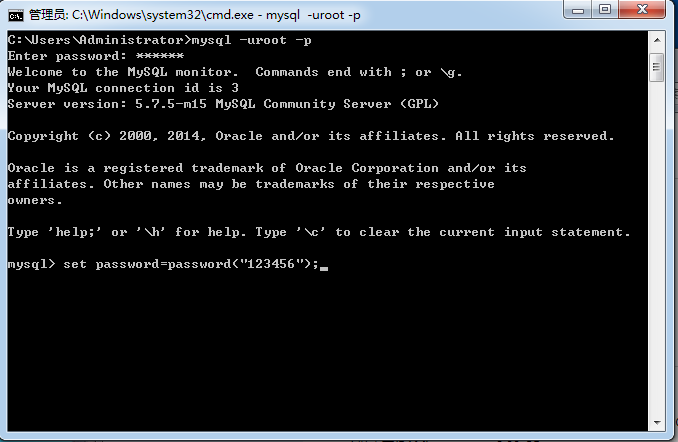 管理员: C:\Windows\system32\cmd.exe - mysql -uroot -p
C:\Users\Administrator>mysql -uroot -p
Enter password: ******
Welcome to the MySQL monitor.  Commands end with ; or \g.
Your MySQL connection id is 3
Server version: 5.7.5-m15 MySQL Community Server (GPL)
Copyright (c) 2000, 2014, Oracle and/or its affiliates. All rights reserved.
Oracle is a registered trademark of Oracle Corporation and/or its
affiliates. Other names may be trademarks of their respective
owners.
Type 'help;' or '\h' for help. Type '\c' to clear the current input statement.
mysql> set password=password("123456");